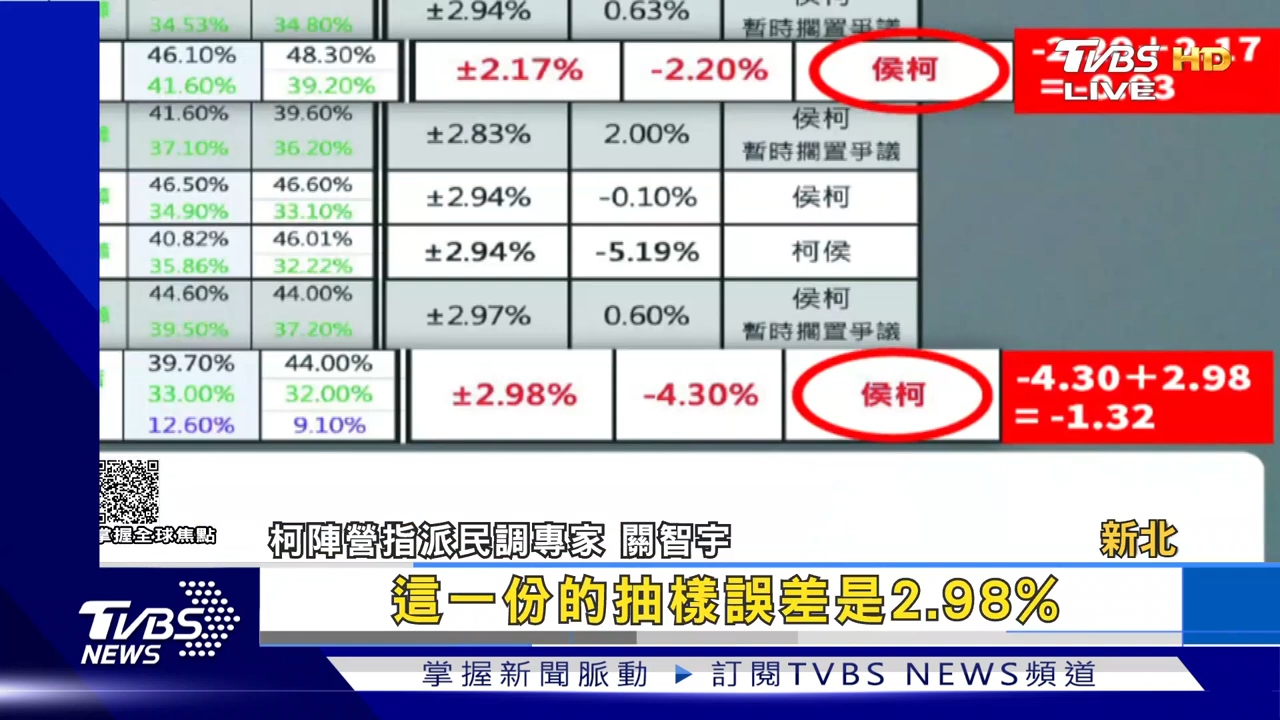 34.53% 34.80% ±2.94% 0.63%
暫時擱置爭議
46.10% 48.30%
41.60% 39.20%
±2.17% -2.20% 侯柯
TVBS HD
LIVE
41.60% 39.60%
37.10% 36.20%
±2.83% 2.00% 侯柯
暫時擱置爭議
46.50% 46.60%
34.90% 33.10%
±2.94% -0.10% 侯柯
40.82% 46.01%
35.86% 32.22%
±2.94% -5.19% 柯侯
44.60% 44.00%
39.50% 37.20%
±2.97% 0.60% 侯柯
暫時擱置爭議
39.70% 44.00%
33.00% 32.00%
12.60% 9.10%
±2.98% -4.30% 侯柯
-4.30＋2.98
= -1.32
掌握全球焦點
柯陣營指派民調專家 關智宇 新北
這一份的抽樣誤差是2.98%
TVBS
NEWS
掌握新聞脈動 訂閱TVBS NEWS頻道